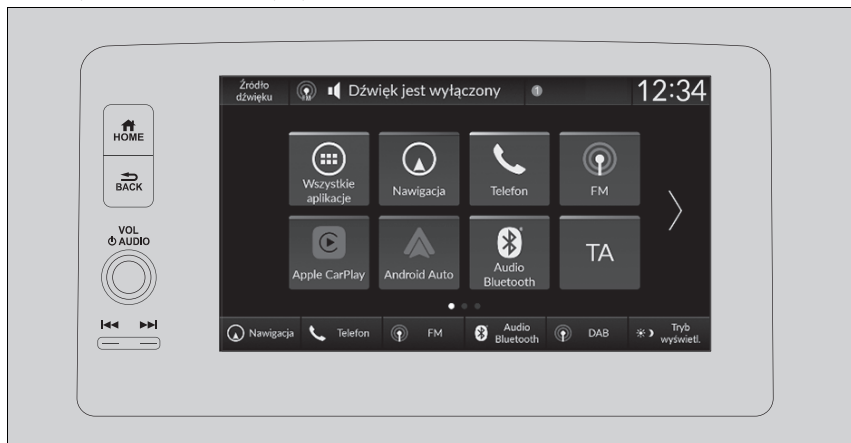 Źródło
dźwięku
Dźwięk jest wyłączony
1
12:34
HOME
BACK
VOL
AUDIO
Wszystkie
aplikacje
Nawigacja
Telefon
FM
Apple CarPlay
Android Auto
Audio
Bluetooth
TA
Nawigacja
Telefon
FM
Audio
Bluetooth
DAB
Tryb
wyświetl.